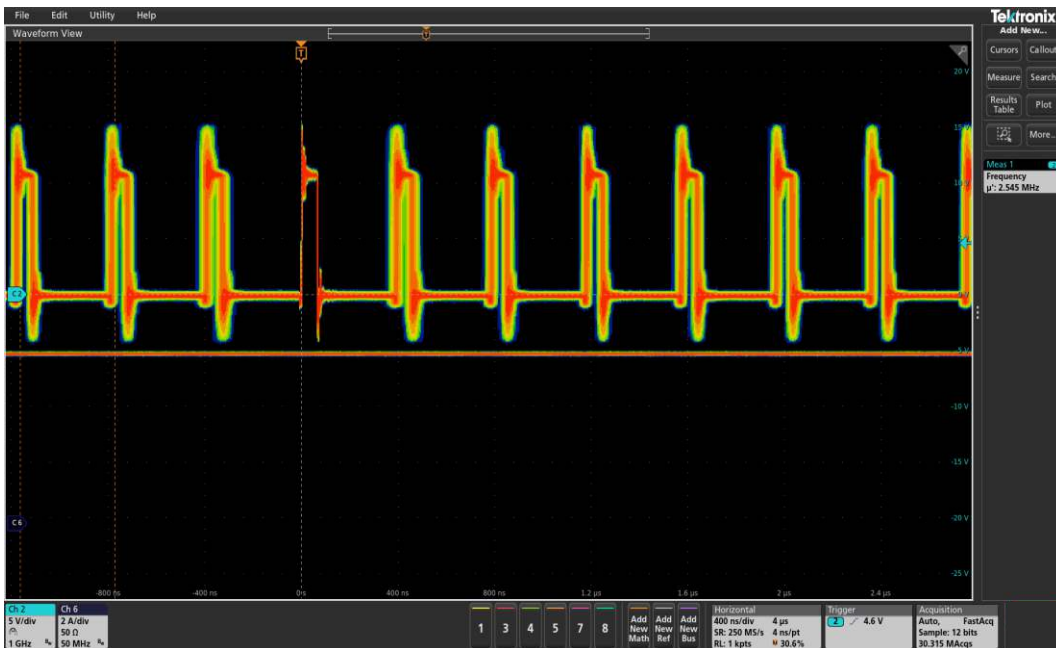 File Edit Utility Help
Tektronix
Waveform View
Add New...
T
T
Cursors Callout
Measure Search
Results Table Plot
More...
Meas 1 2
Frequency
µ': 2.545 MHz
20 V
15 V
10 V
5 V
C2
-5 V
-10 V
-15 V
C6
-20 V
-25 V
-800 ns -400 ns 0 s 400 ns 800 ns 1.2 µs 1.6 µs 2 µs 2.4 µs
Ch 2
5 V/div
1 GHz Bw
Ch 6
2 A/div
50 Ω
50 MHz Bw
1 3 4 5 7 8
Add New Math
Add New Ref
Add New Bus
Horizontal
400 ns/div 4 µs
SR: 250 MS/s 4 ns/pt
RL: 1 kpts 30.6%
Trigger
2 4.6 V
Acquisition
Auto, FastAcq
Sample: 12 bits
30.315 MAcqs